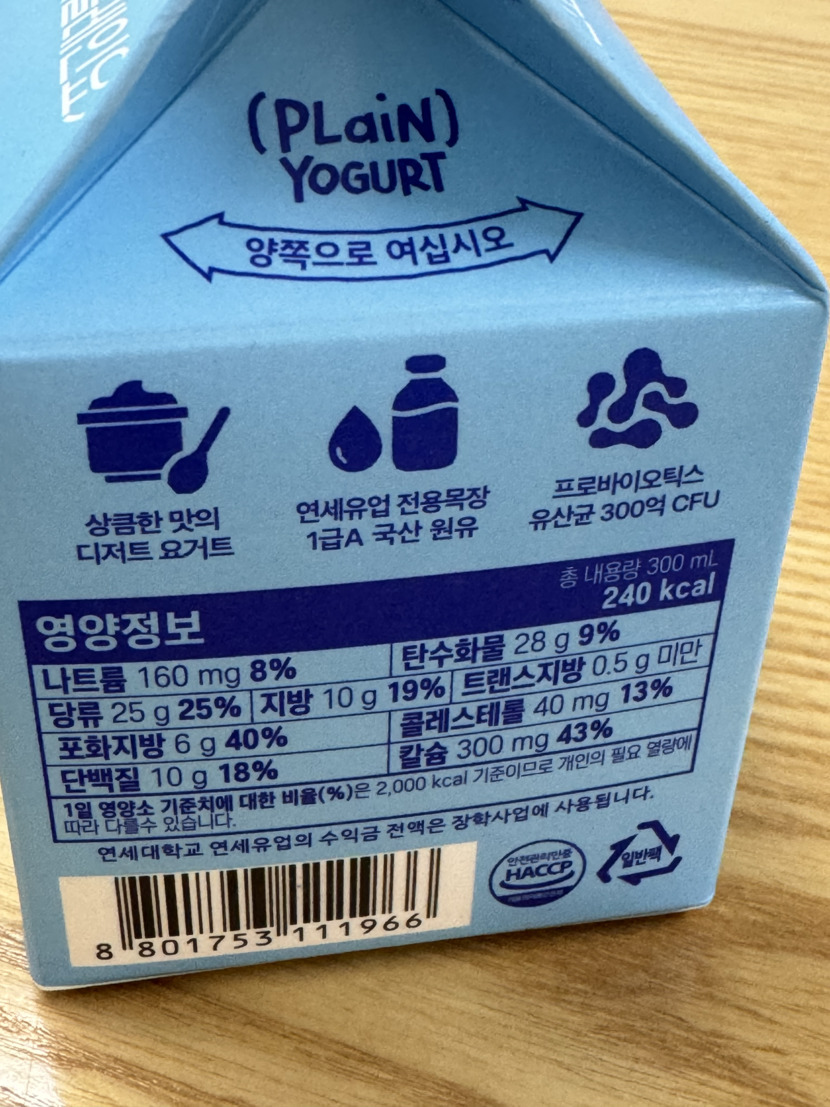 (PLaiN)
YOGURT
양쪽으로 여십시오
상큼한 맛의
디저트 요거트
연세유업 전용목장
1급A 국산 원유
프로바이오틱스
유산균 300억 CFU
영양정보
총 내용량 300 mL
240 kcal
나트륨 160 mg 8%
탄수화물 28 g 9%
당류 25 g 25%
지방 10 g 19%
트랜스지방 0.5 g 미만
포화지방 6 g 40%
콜레스테롤 40 mg 13%
단백질 10 g 18%
칼슘 300 mg 43%
1일 영양소 기준치에 대한 비율(%)은 2,000 kcal 기준이므로 개인의 필요 열량에
따라 다를수 있습니다.
연세대학교 연세유업의 수익금 전액은 장학사업에 사용됩니다.
안전관리인증
HACCP
일반팩
8 801753 111966